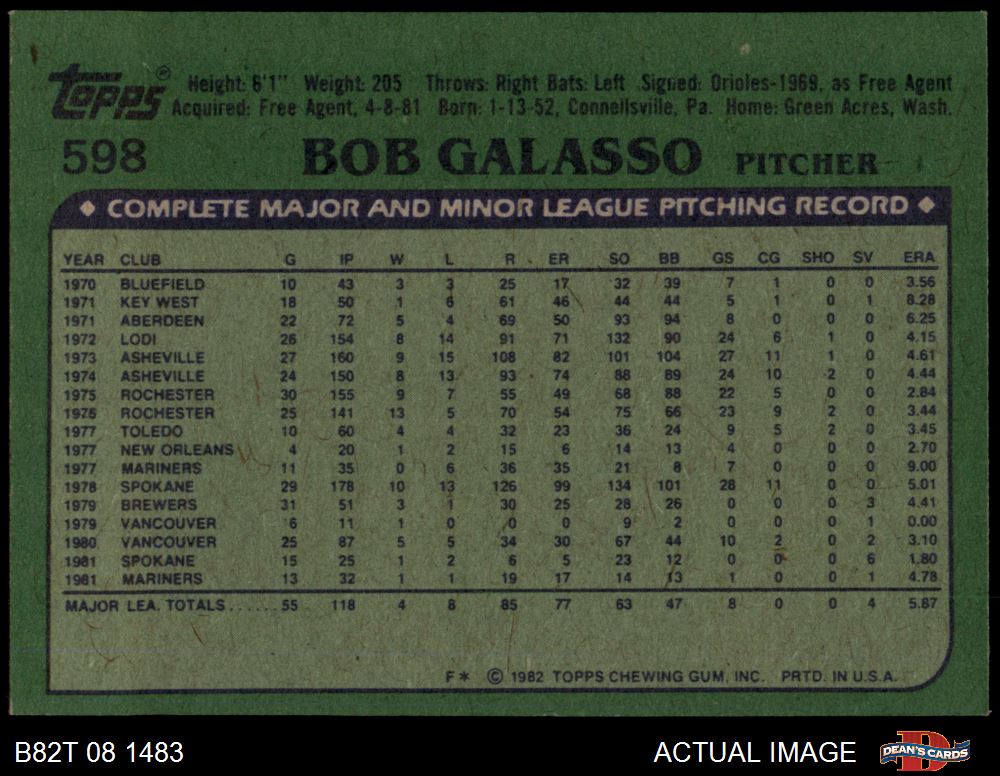 Topps® Height: 6'1" Weight: 205 Throws: Right Bats: Left Signed: Orioles-1969, as Free Agent
Acquired: Free Agent, 4-8-81 Born: 1-13-52, Connellsville, Pa. Home: Green Acres, Wash.
598 BOB GALASSO PITCHER
◆ COMPLETE MAJOR AND MINOR LEAGUE PITCHING RECORD ◆
YEAR CLUB G IP W L R ER SO BB GS CG SHO SV ERA
1970 BLUEFIELD 10 43 3 3 25 17 32 39 7 1 0 0 3.56
1971 KEY WEST 18 50 1 6 61 46 44 44 5 1 0 1 8.28
1971 ABERDEEN 22 72 5 4 69 50 93 94 8 0 0 0 6.25
1972 LODI 26 154 8 14 91 71 132 90 24 6 1 0 4.15
1973 ASHEVILLE 27 160 9 15 108 82 101 104 27 11 1 0 4.61
1974 ASHEVILLE 24 150 8 13 93 74 88 89 24 10 2 0 4.44
1975 ROCHESTER 30 155 9 7 55 49 68 88 22 5 0 0 2.84
1976 ROCHESTER 25 141 13 5 70 54 75 66 23 9 2 0 3.44
1977 TOLEDO 10 60 4 4 32 23 36 24 9 5 2 0 3.45
1977 NEW ORLEANS 4 20 1 2 15 6 14 13 4 0 0 0 2.70
1977 MARINERS 11 35 0 6 36 35 21 8 7 0 0 0 9.00
1978 SPOKANE 29 178 10 13 126 99 134 101 28 11 0 0 5.01
1979 BREWERS 31 51 3 1 30 25 28 26 0 0 0 3 4.41
1979 VANCOUVER 6 11 1 0 0 0 9 2 0 0 0 1 0.00
1980 VANCOUVER 25 87 5 5 34 30 67 44 10 2 0 2 3.10
1981 SPOKANE 15 25 1 2 6 5 23 12 0 0 0 6 1.80
1981 MARINERS 13 32 1 1 19 17 14 13 1 0 0 1 4.78
MAJOR LEA. TOTALS...... 55 118 4 8 85 77 63 47 8 0 0 4 5.87
F* © 1982 TOPPS CHEWING GUM, INC. PRTD. IN U.S.A.
B82T 08 1483 ACTUAL IMAGE DEAN'S CARDS